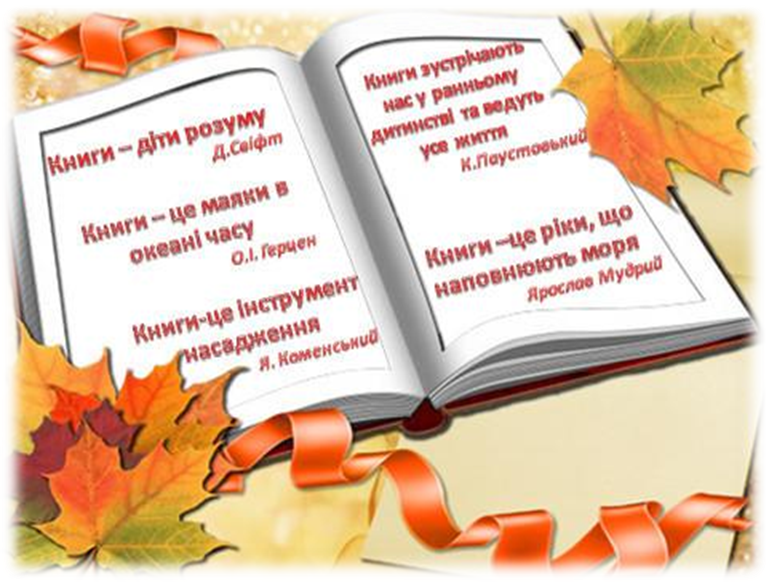 Книги – діти розуму
Д.Свіфт
Книги – це маяки в
океані часу
О.І. Герцен
Книги-це інструмент
насадження
Я. Коменський
Книги зустрічають
нас у ранньому
дитинстві та ведуть
усе життя
К.Паустовький
Книги –це ріки, що
наповнюють моря
Ярослав Мудрий